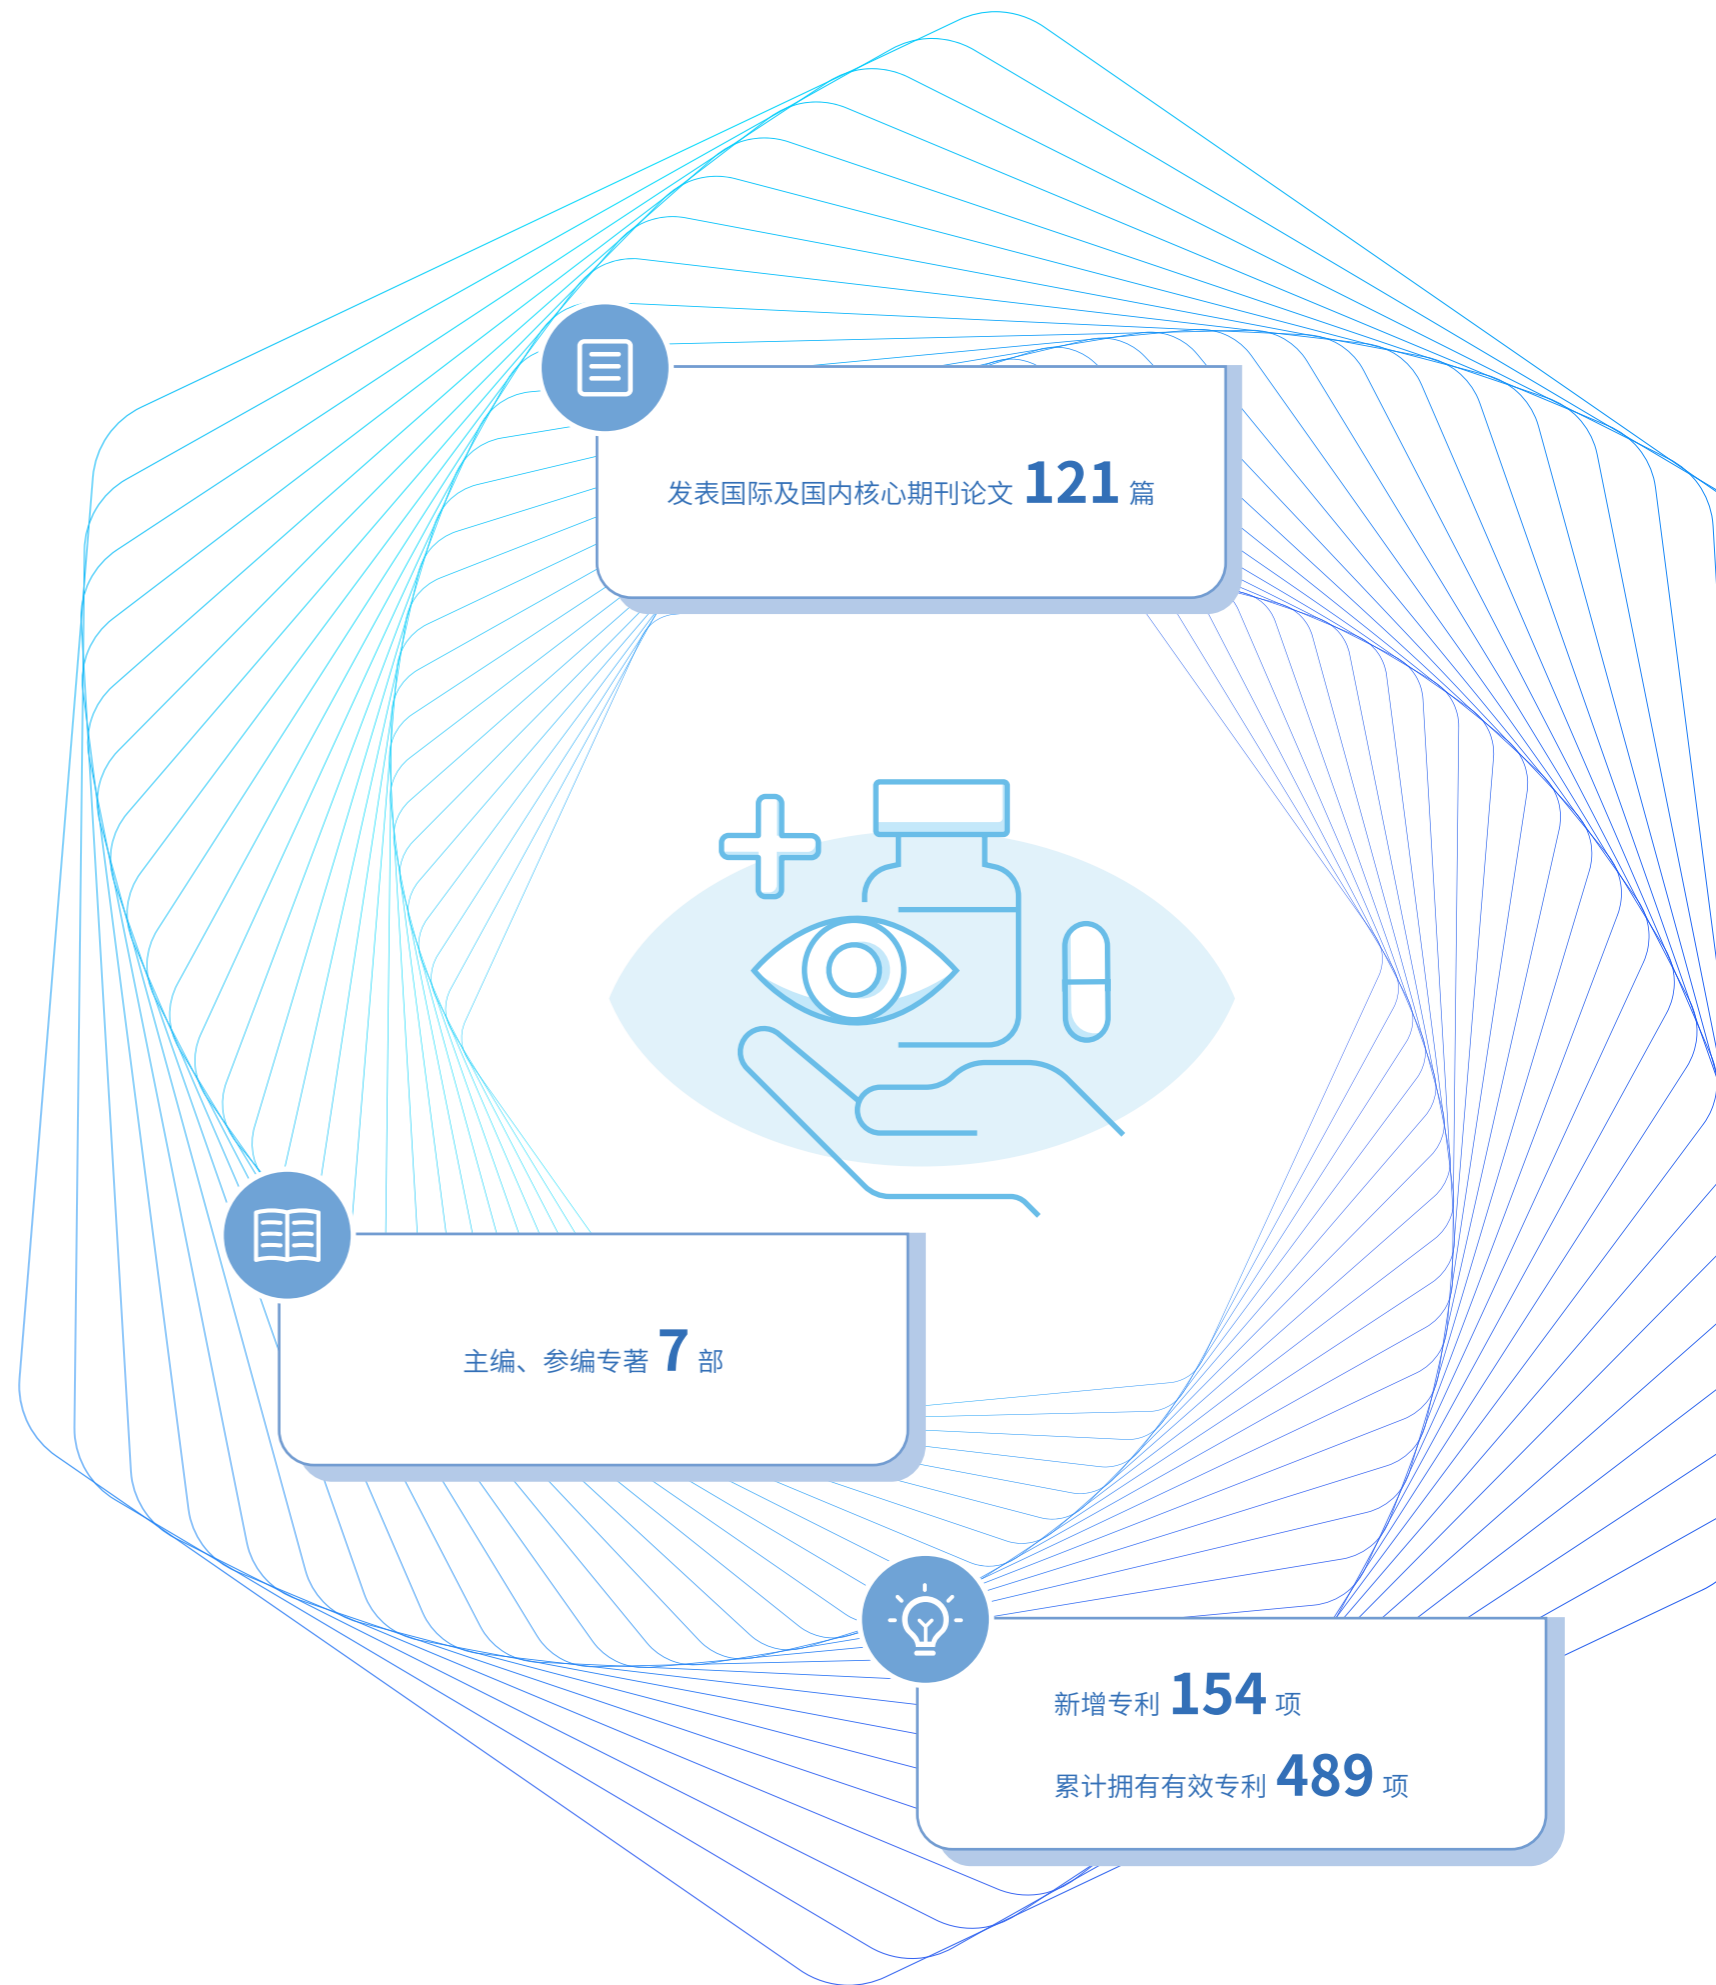 发表国际及国内核心期刊论文 121 篇
主编、参编专著 7 部
新增专利 154 项
累计拥有有效专利 489 项